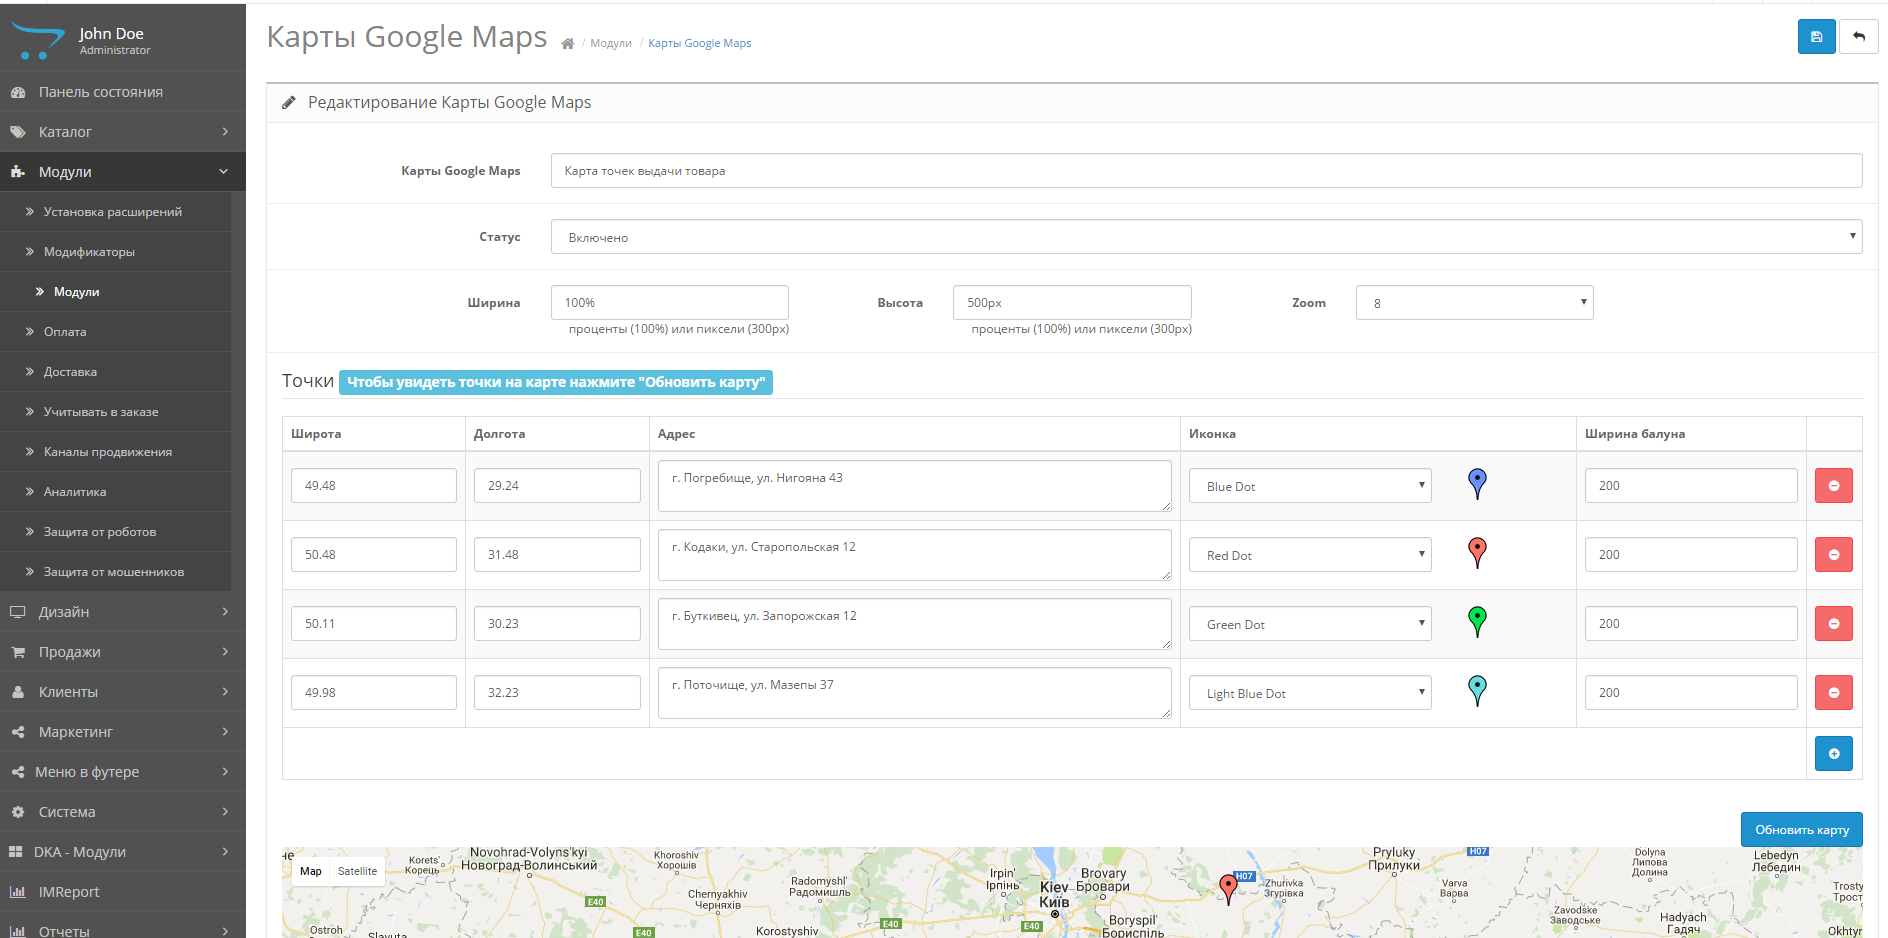 John Doe
Administrator
Панель состояния
Каталог
Модули
Установка расширений
Модификаторы
Модули
Оплата
Доставка
Учитывать в заказе
Каналы продвижения
Аналитика
Защита от роботов
Защита от мошенников
Дизайн
Продажи
Клиенты
Маркетинг
Меню в футере
Система
DKA - Модули
IMReport
Отчеты
Карты Google Maps / Модули / Карты Google Maps
Редактирование Карты Google Maps
Карты Google Maps Карта точек выдачи товара
Статус Включено
Ширина 100% Высота 500px Zoom 8
проценты (100%) или пиксели (300px) проценты (100%) или пиксели (300px)
Точки Чтобы увидеть точки на карте нажмите "Обновить карту"
Широта Долгота Адрес Иконка Ширина балуна
49.48 29.24 г. Погребище, ул. Нигояна 43 Blue Dot 200
50.48 31.48 г. Кодаки, ул. Старопольская 12 Red Dot 200
50.11 30.23 г. Буткивец, ул. Запорожская 12 Green Dot 200
49.98 32.23 г. Поточище, ул. Мазепы 37 Light Blue Dot 200
Обновить карту
Map Satellite
Korets'
Корець
Novohrad-Volyns'kyi
Новоград-Волинський
Khoroshiv
Хорошів
Chernyakhiv
Черняхів
Radomyshl'
Радомишль
Irpin'
Ірпінь
Kiev
Київ
Brovary
Бровари
Boryspil'
Бориспіль
H07
Zhurivka
Згурівка
Pryluky
Прилуки
H07
Varva
Варва
Dolyna
Липова
Долина
Lebedyn
Лебедин
Trosty
Трост
Zavodske
Заводське
Hadyach
Гадяч
Okhtyr
Ostroh
Slavuta
E40
E40
Korostyshiv
E40
E40